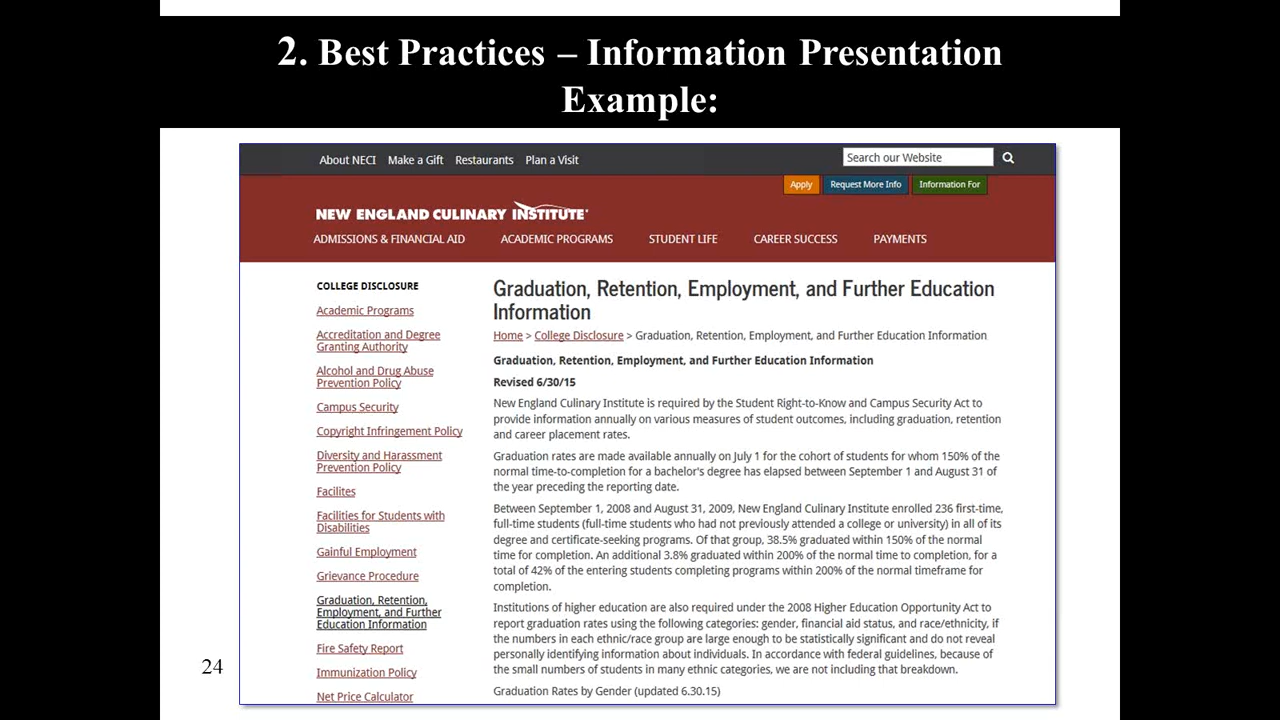 2. Best Practices – Information Presentation
Example:
About NECI Make a Gift Restaurants Plan a Visit
Search our Website
Apply Request More Info Information For
NEW ENGLAND CULINARY INSTITUTE
ADMISSIONS & FINANCIAL AID ACADEMIC PROGRAMS STUDENT LIFE CAREER SUCCESS PAYMENTS
COLLEGE DISCLOSURE
Academic Programs
Accreditation and Degree
Granting Authority
Alcohol and Drug Abuse
Prevention Policy
Campus Security
Copyright Infringement Policy
Diversity and Harassment
Prevention Policy
Facilites
Facilities for Students with
Disabilities
Gainful Employment
Grievance Procedure
Graduation, Retention,
Employment, and Further
Education Information
Fire Safety Report
Immunization Policy
Net Price Calculator
Graduation, Retention, Employment, and Further Education
Information
Home > College Disclosure > Graduation, Retention, Employment, and Further Education Information
Graduation, Retention, Employment, and Further Education Information
Revised 6/30/15
New England Culinary Institute is required by the Student Right-to-Know and Campus Security Act to
provide information annually on various measures of student outcomes, including graduation, retention
and career placement rates.
Graduation rates are made available annually on July 1 for the cohort of students for whom 150% of the
normal time-to-completion for a bachelor's degree has elapsed between September 1 and August 31 of
the year preceding the reporting date.
Between September 1, 2008 and August 31, 2009, New England Culinary Institute enrolled 236 first-time,
full-time students (full-time students who had not previously attended a college or university) in all of its
degree and certificate-seeking programs. Of that group, 38.5% graduated within 150% of the normal
time for completion. An additional 3.8% graduated within 200% of the normal time to completion, for a
total of 42% of the entering students completing programs within 200% of the normal timeframe for
completion.
Institutions of higher education are also required under the 2008 Higher Education Opportunity Act to
report graduation rates using the following categories: gender, financial aid status, and race/ethnicity, if
the numbers in each ethnic/race group are large enough to be statistically significant and do not reveal
personally identifying information about individuals. In accordance with federal guidelines, because of
the small numbers of students in many ethnic categories, we are not including that breakdown.
Graduation Rates by Gender (updated 6.30.15)
24